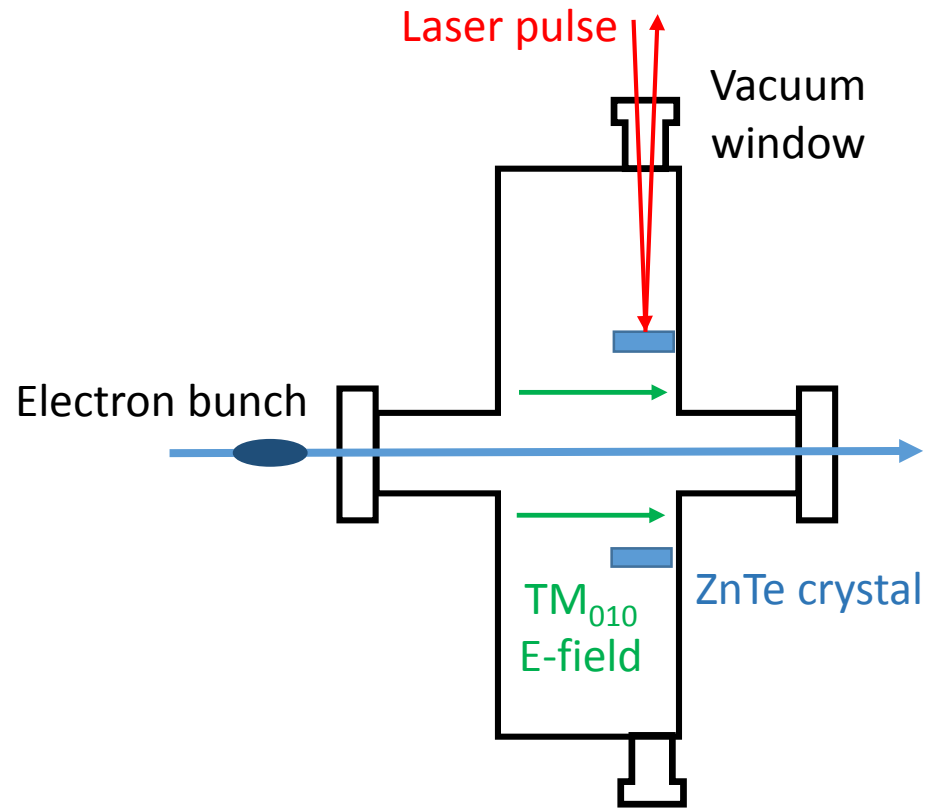 Laser pulse
Vacuum
window
Electron bunch
ZnTe crystal
TM₀₁₀
E-field